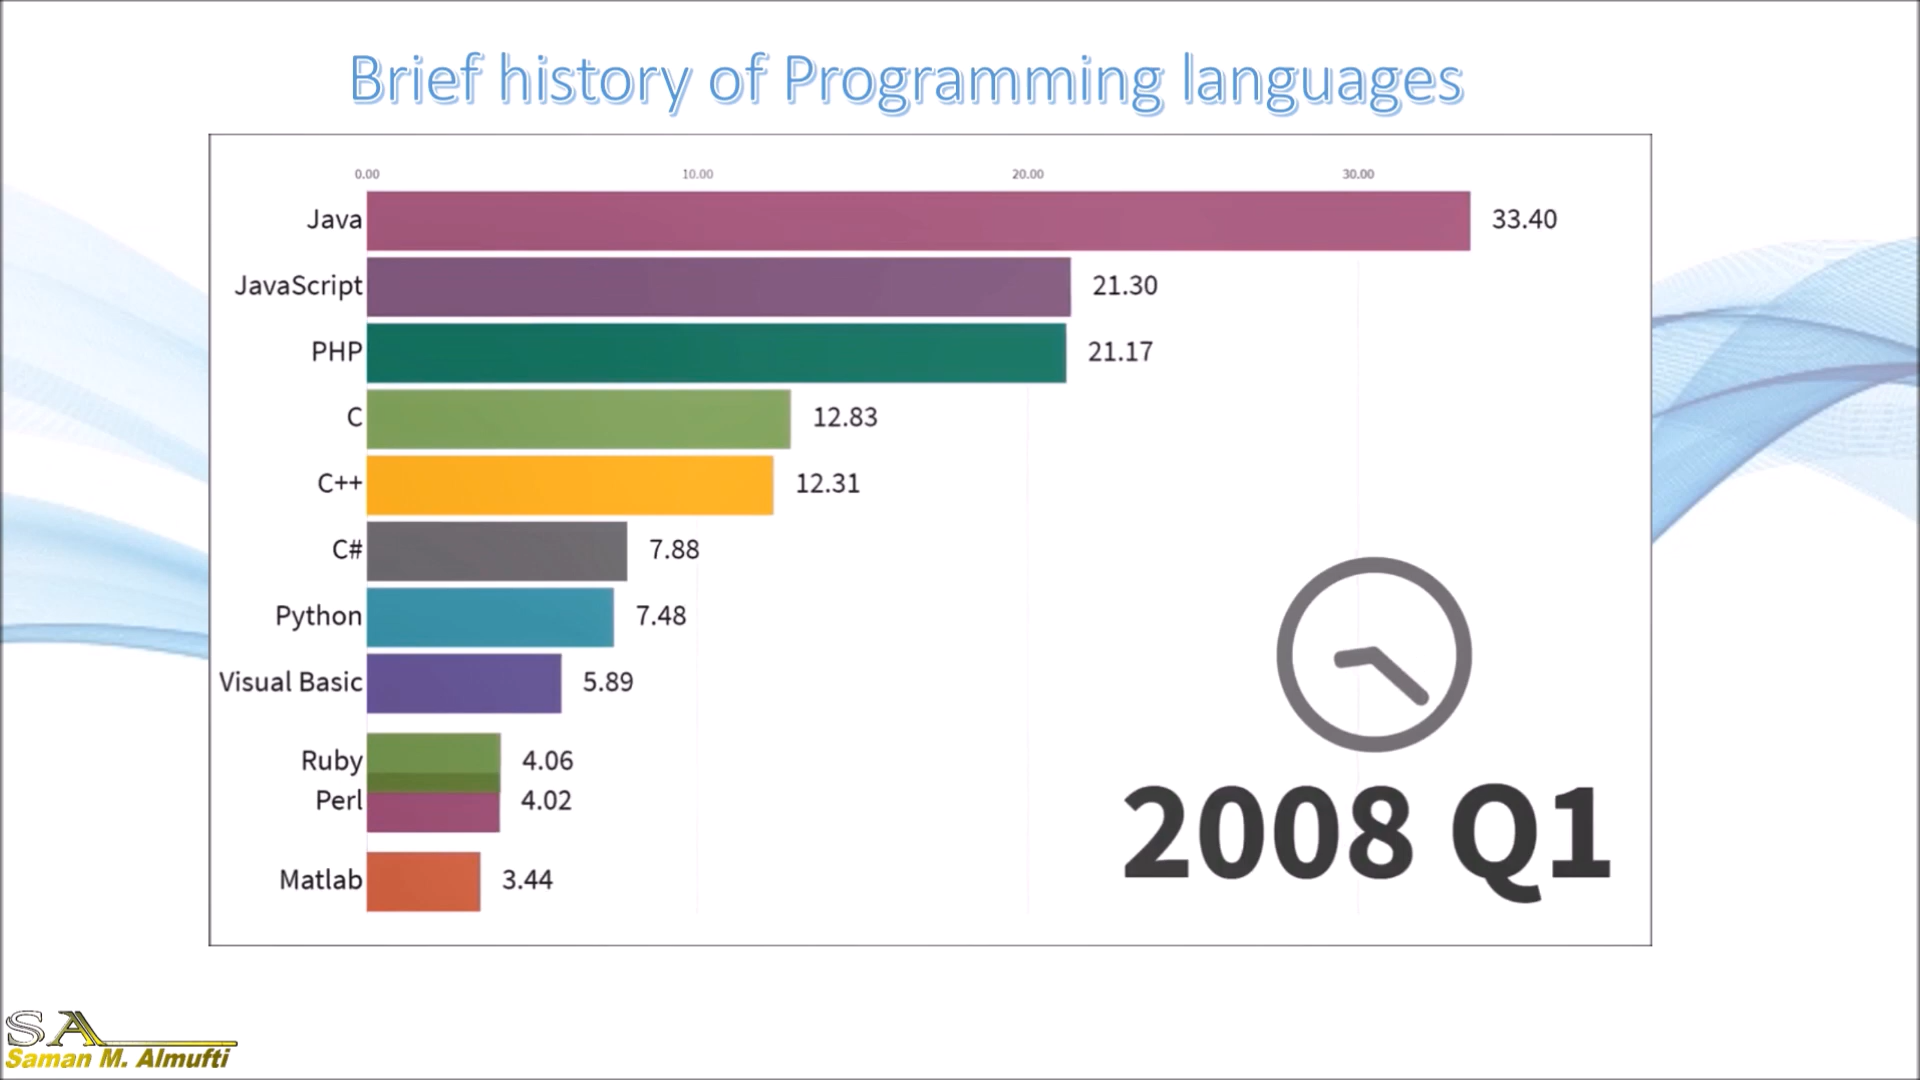 Brief history of Programming languages
0.00 10.00 20.00 30.00
Java 33.40
JavaScript 21.30
PHP 21.17
C 12.83
C++ 12.31
C# 7.88
Python 7.48
Visual Basic 5.89
Ruby 4.06
Perl 4.02
Matlab 3.44
2008 Q1
SA
Saman M. Almufti